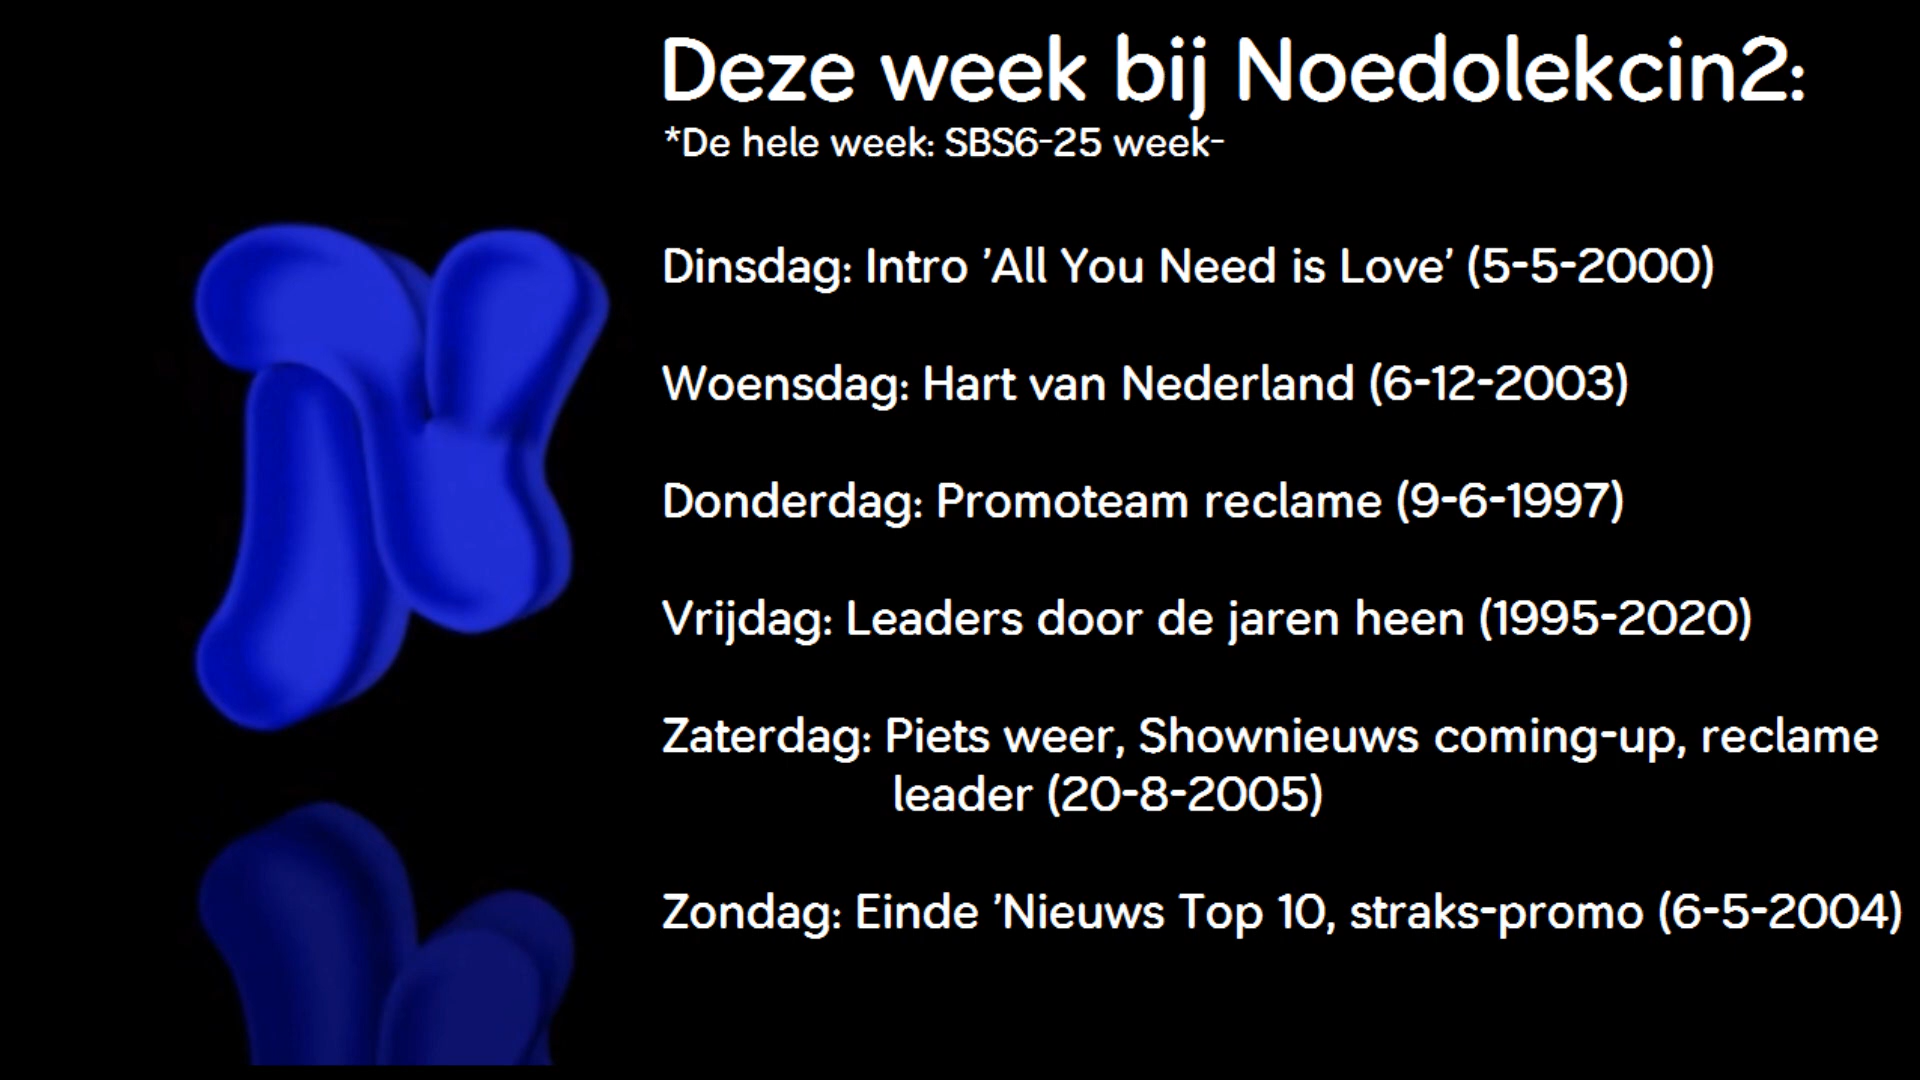 Deze week bij Noedolekcin2:
*De hele week: SBS6-25 week-
Dinsdag: Intro 'All You Need is Love' (5-5-2000)
Woensdag: Hart van Nederland (6-12-2003)
Donderdag: Promoteam reclame (9-6-1997)
Vrijdag: Leaders door de jaren heen (1995-2020)
Zaterdag: Piets weer, Shownieuws coming-up, reclame
leader (20-8-2005)
Zondag: Einde 'Nieuws Top 10, straks-promo (6-5-2004)